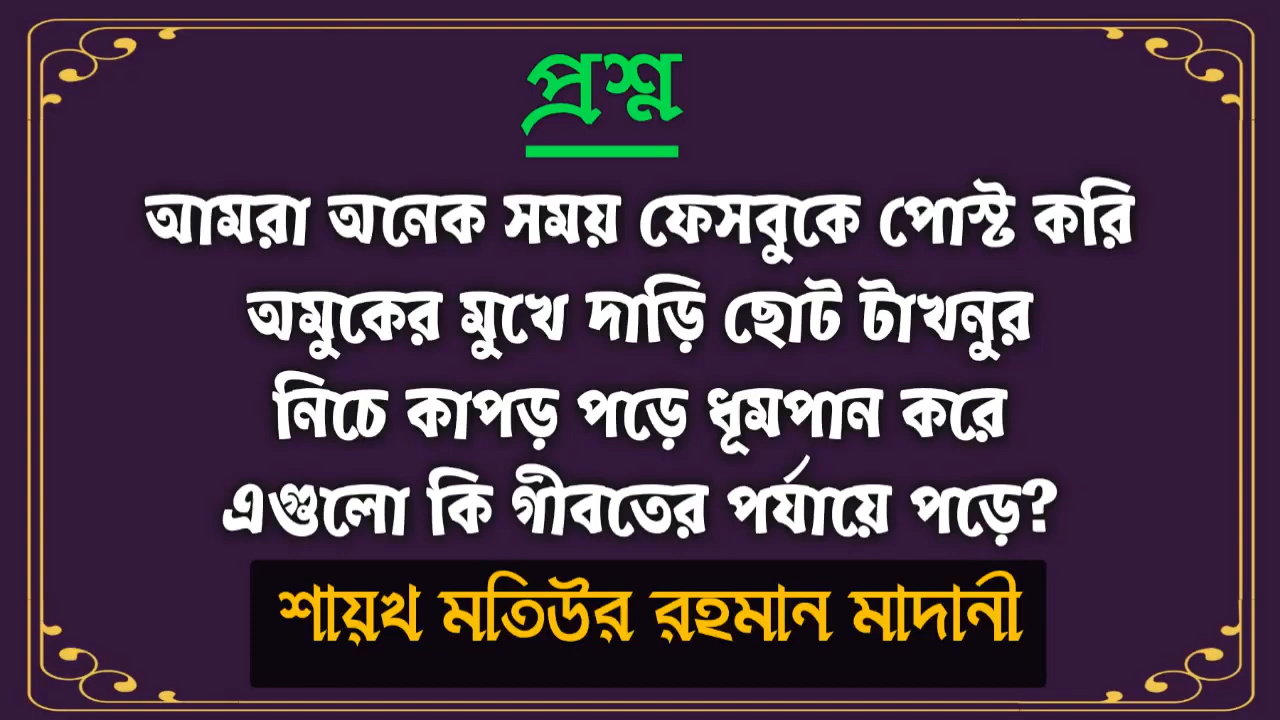 প্রশ্ন
আমরা অনেক সময় ফেসবুকে পোস্ট করি
অমুকের মুখে দাড়ি ছোট টাখনুর
নিচে কাপড় পড়ে ধূমপান করে
এগুলো কি গীবতের পর্যায়ে পড়ে?
শায়খ মতিউর রহমান মাদানী